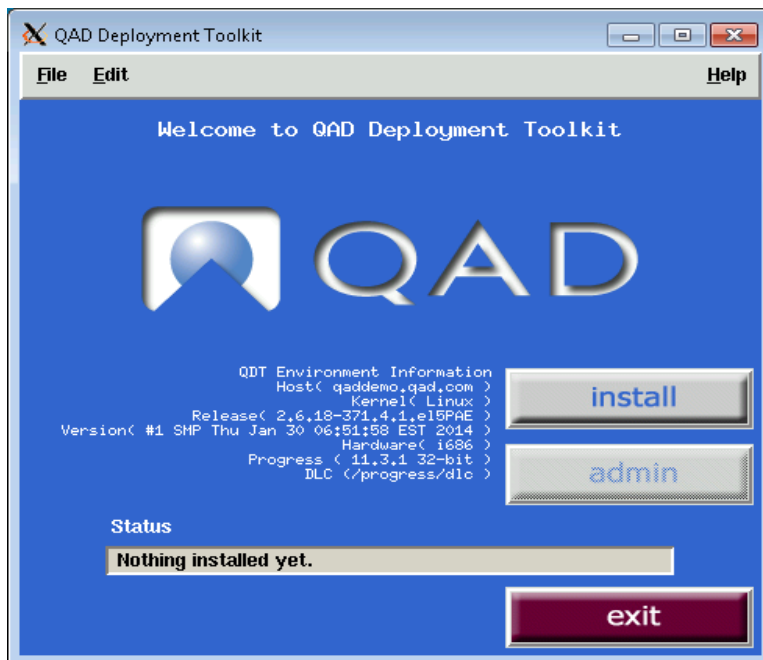 QAD Deployment Toolkit
File Edit Help
Welcome to QAD Deployment Toolkit
QAD
QDT Environment Information
Host( qaddemo.qad.com )
Kernel( Linux )
Release( 2.6.18-371.4.1.el5PAE )
Version( #1 SMP Thu Jan 30 06:51:58 EST 2014 )
Hardware( i686 )
Progress ( 11.3.1 32-bit )
DLC (/progress/dlc )
install
admin
Status
Nothing installed yet.
exit